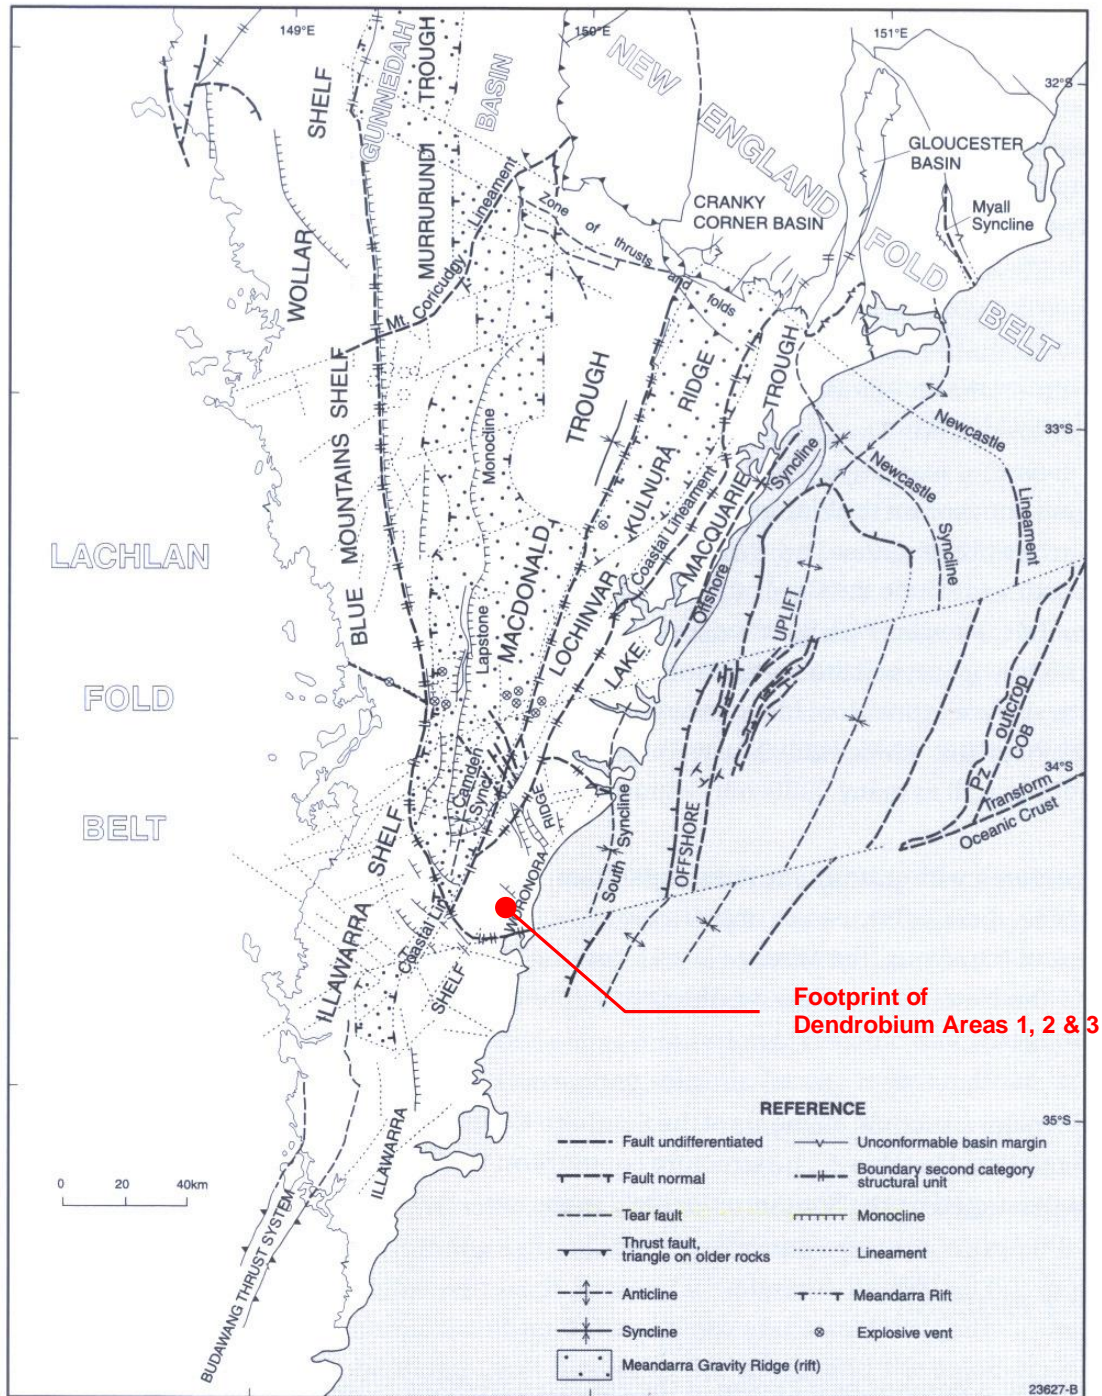 149°E
150°E
151°E
32°S
33°S
34°S
35°S
NEW
ENGLAND
FOLD
BELT
GUNNEDAH
BASIN
SHELF
WOLLAR
MURRURUNDI
TROUGH
Mt. Coricudgy Lineament
Zone of thrusts and folds
CRANKY
CORNER BASIN
GLOUCESTER
BASIN
Myall
Syncline
BLUE MOUNTAINS SHELF
Monocline
Lapstone
MACDONALD
TROUGH
LOCHINVAR
KULNURA
RIDGE
Coastal Lineament
LAKE
MACQUARIE
TROUGH
Offshore
Syncline
Newcastle
Lineament
Newcastle
Syncline
UPLIFT
OFFSHORE
LACHLAN
FOLD
BELT
Camden
Sync
RIDGE
WORONORA
South Syncline
Pz outcrop
COB
Transform
Oceanic Crust
ILLAWARRA SHELF
Coastal Lin
SHELF
ILLAWARRA
BUDAWANG THRUST SYSTEM
Footprint of
Dendrobium Areas 1, 2 & 3
0 20 40km
REFERENCE
Fault undifferentiated
Fault normal
Tear fault
Thrust fault,
triangle on older rocks
Anticline
Syncline
Meandarra Gravity Ridge (rift)
Unconformable basin margin
Boundary second category
structural unit
Monocline
Lineament
Meandarra Rift
Explosive vent
23627-B